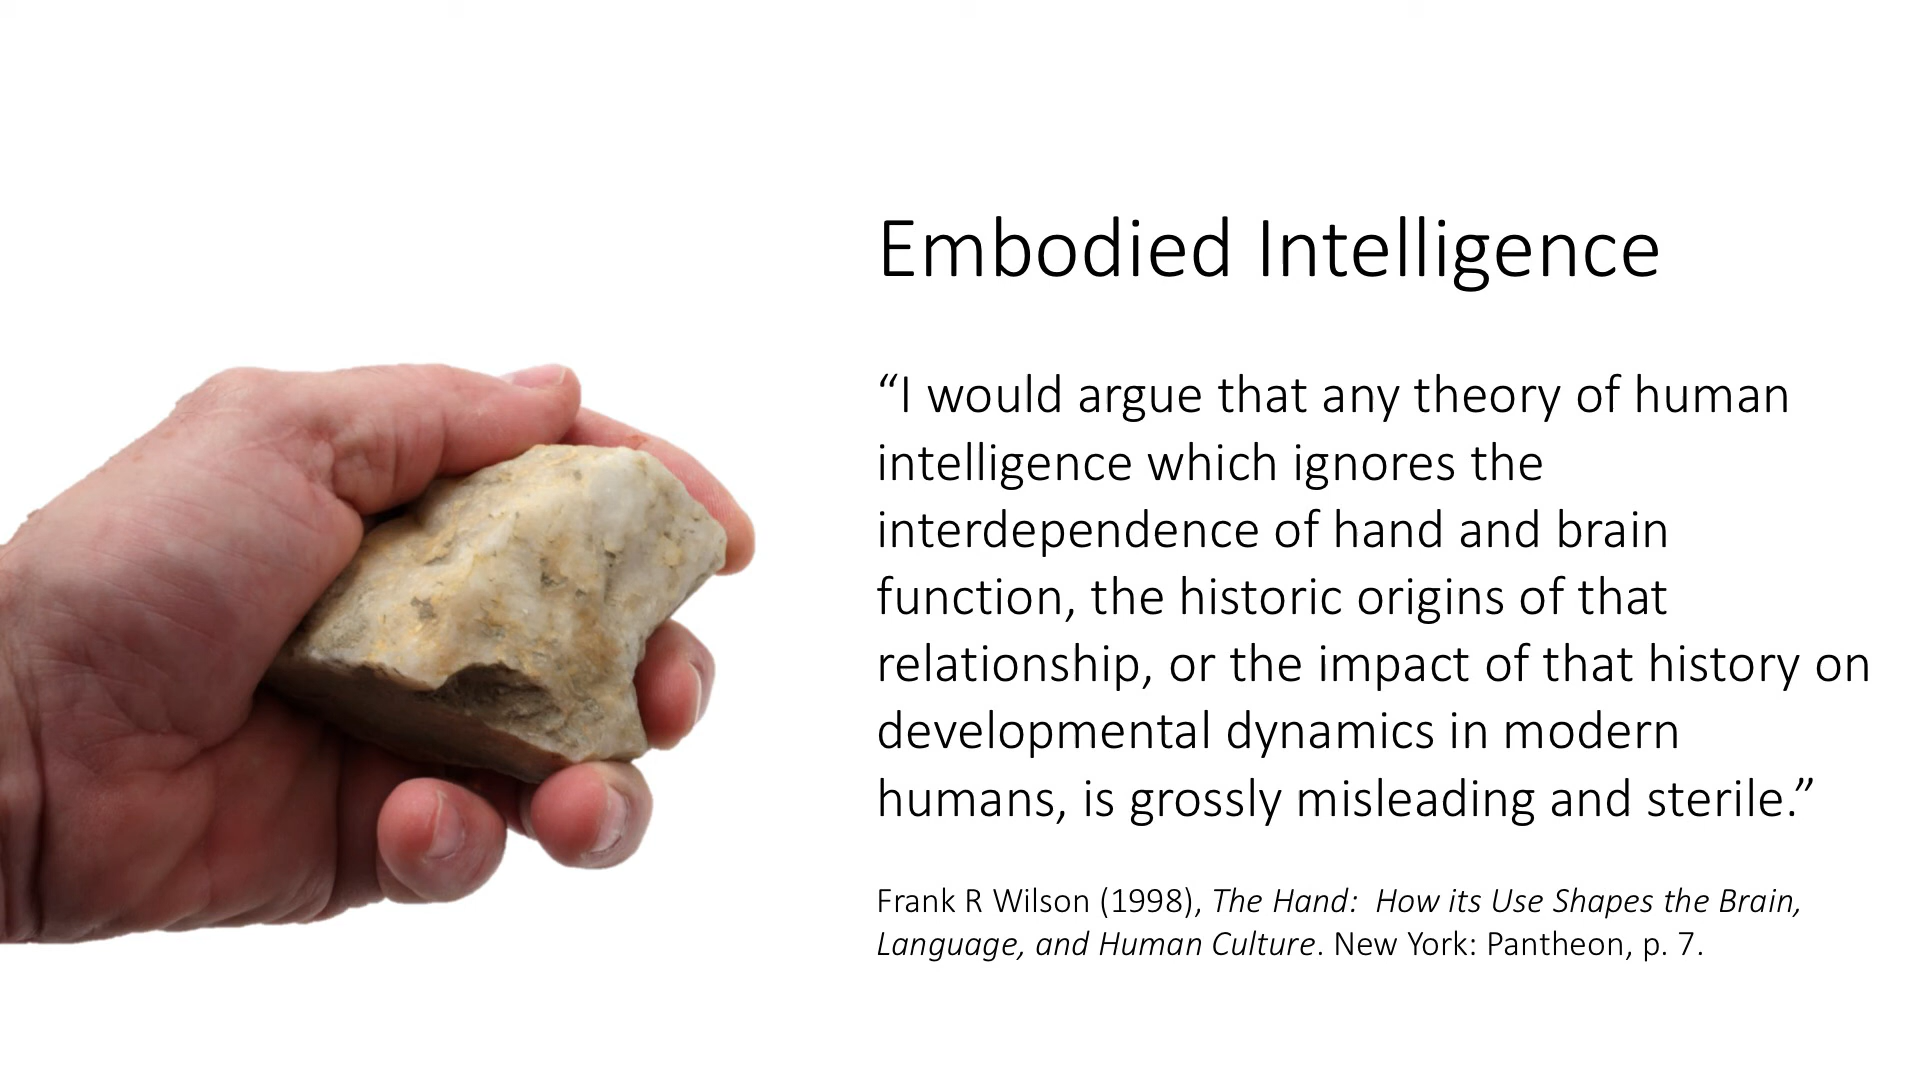 Embodied Intelligence
“I would argue that any theory of human
intelligence which ignores the
interdependence of hand and brain
function, the historic origins of that
relationship, or the impact of that history on
developmental dynamics in modern
humans, is grossly misleading and sterile.”
Frank R Wilson (1998), The Hand:  How its Use Shapes the Brain,
Language, and Human Culture. New York: Pantheon, p. 7.